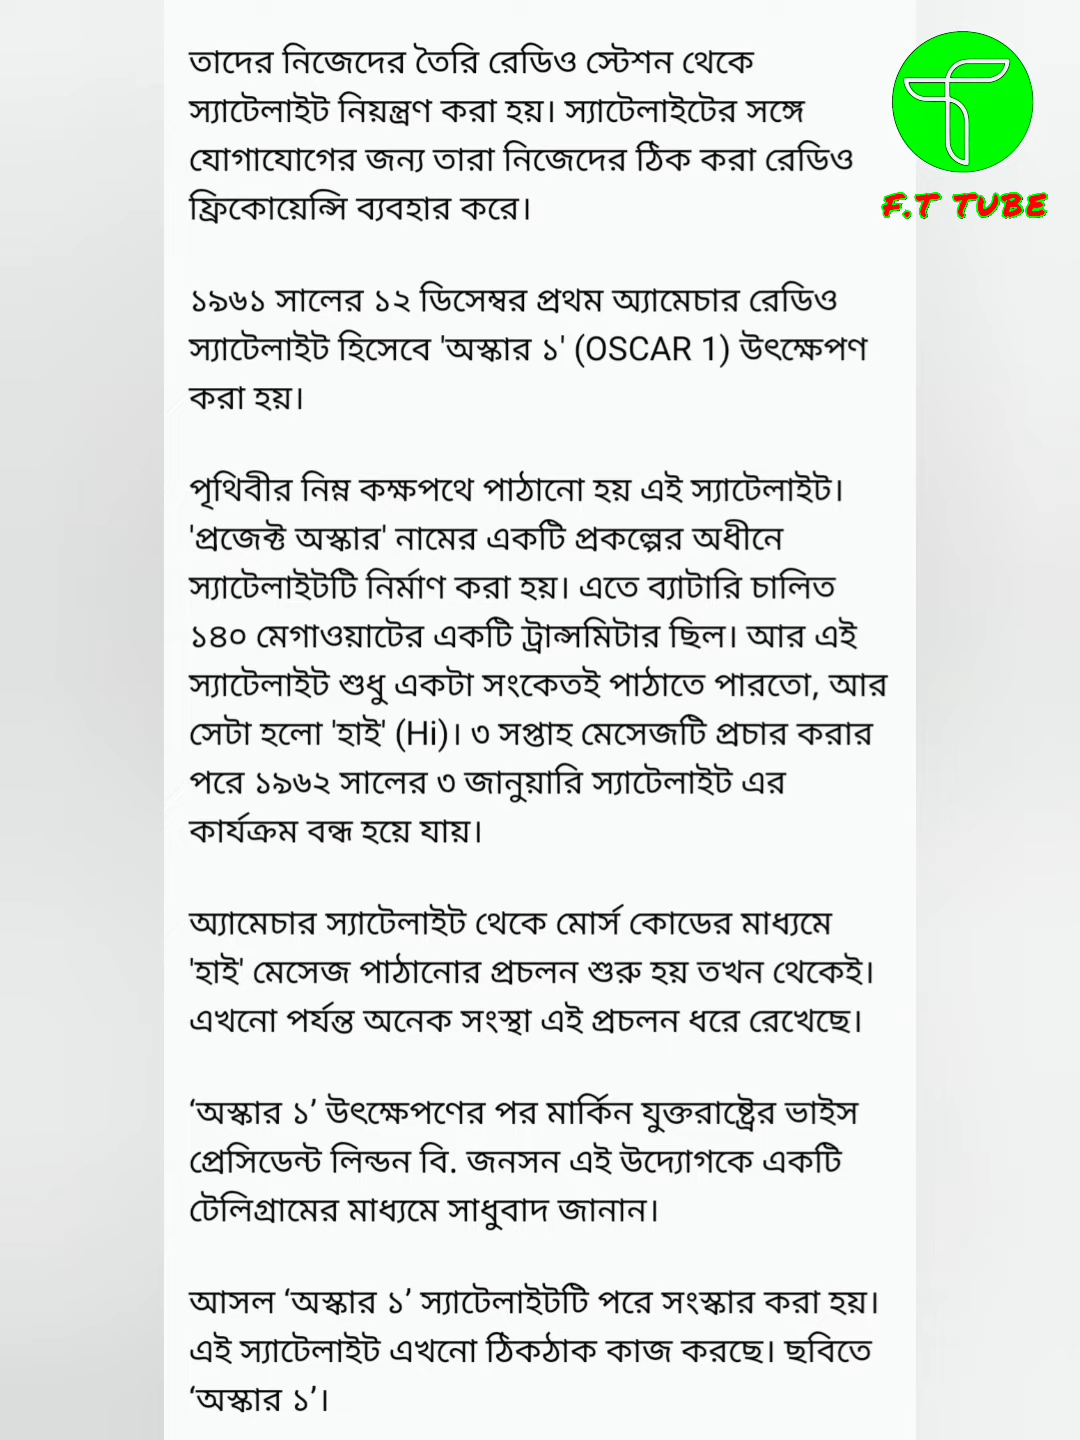 তাদের নিজেদের তৈরি রেডিও স্টেশন থেকে
স্যাটেলাইট নিয়ন্ত্রণ করা হয়। স্যাটেলাইটের সঙ্গে
যোগাযোগের জন্য তারা নিজেদের ঠিক করা রেডিও
ফ্রিকোয়েন্সি ব্যবহার করে।
F.T TUBE
১৯৬১ সালের ১২ ডিসেম্বর প্রথম অ্যামেচার রেডিও
স্যাটেলাইট হিসেবে 'অস্কার ১' (OSCAR 1) উৎক্ষেপণ
করা হয়।
পৃথিবীর নিম্ন কক্ষপথে পাঠানো হয় এই স্যাটেলাইট।
'প্রজেক্ট অস্কার' নামের একটি প্রকল্পের অধীনে
স্যাটেলাইটটি নির্মাণ করা হয়। এতে ব্যাটারি চালিত
১৪০ মেগাওয়াটের একটি ট্রান্সমিটার ছিল। আর এই
স্যাটেলাইট শুধু একটা সংকেতই পাঠাতে পারতো, আর
সেটা হলো 'হাই' (Hi)। ৩ সপ্তাহ মেসেজটি প্রচার করার
পরে ১৯৬২ সালের ৩ জানুয়ারি স্যাটেলাইট এর
কার্যক্রম বন্ধ হয়ে যায়।
অ্যামেচার স্যাটেলাইট থেকে মোর্স কোডের মাধ্যমে
'হাই' মেসেজ পাঠানোর প্রচলন শুরু হয় তখন থেকেই।
এখনো পর্যন্ত অনেক সংস্থা এই প্রচলন ধরে রেখেছে।
‘অস্কার ১’ উৎক্ষেপণের পর মার্কিন যুক্তরাষ্ট্রের ভাইস
প্রেসিডেন্ট লিন্ডন বি. জনসন এই উদ্যোগকে একটি
টেলিগ্রামের মাধ্যমে সাধুবাদ জানান।
আসল ‘অস্কার ১’ স্যাটেলাইটটি পরে সংস্কার করা হয়।
এই স্যাটেলাইট এখনো ঠিকঠাক কাজ করছে। ছবিতে
‘অস্কার ১’।